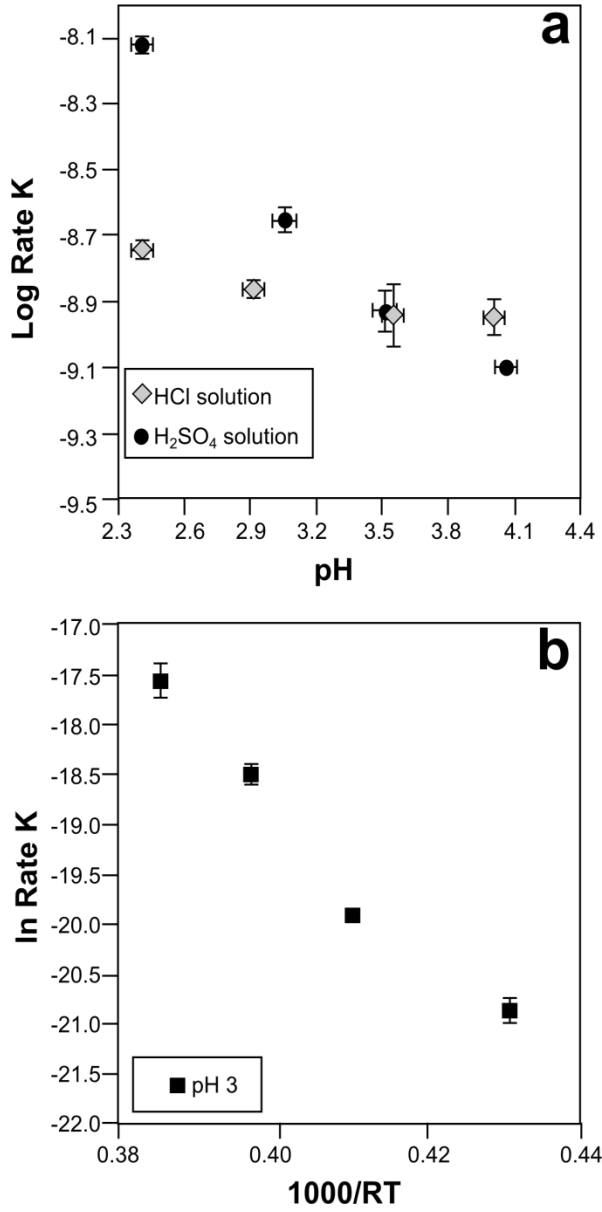 a
-8.1
-8.3
-8.5
-8.7
-8.9
-9.1
-9.3
-9.5
Log Rate K
HCl solution
H₂SO₄ solution
2.3 2.6 2.9 3.2 3.5 3.8 4.1 4.4
pH
b
-17.0
-17.5
-18.0
-18.5
-19.0
-19.5
-20.0
-20.5
-21.0
-21.5
-22.0
ln Rate K
pH 3
0.38 0.40 0.42 0.44
1000/RT